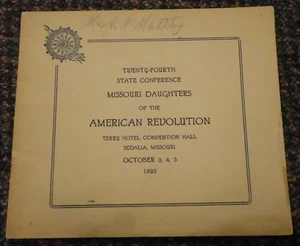 TWENTY-FOURTH
STATE CONFERENCE
MISSOURI DAUGHTERS
OF THE
AMERICAN REVOLUTION
TERRY HOTEL CONVENTION HALL
SEDALIA, MISSOURI
OCTOBER 3, 4, 5
1923